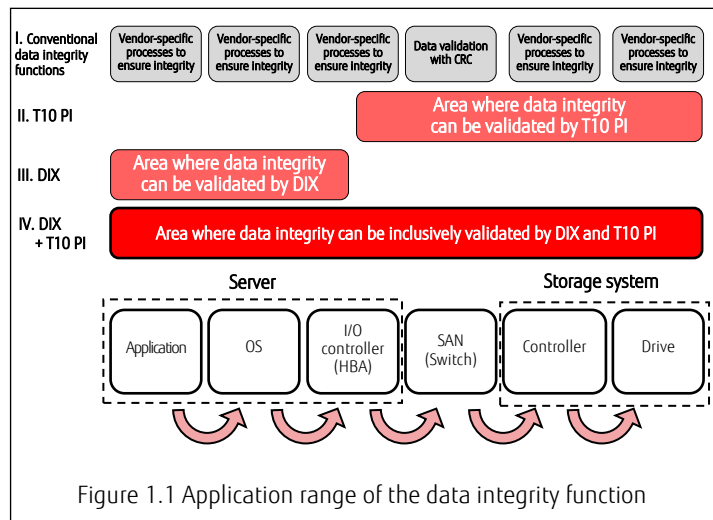 I. Conventional
data integrity
functions
Vendor-specific
processes to
ensure integrity
Vendor-specific
processes to
ensure integrity
Vendor-specific
processes to
ensure integrity
Data validation
with CRC
Vendor-specific
processes to
ensure integrity
Vendor-specific
processes to
ensure integrity
II. T10 PI
Area where data integrity
can be validated by T10 PI
III. DIX
Area where data integrity
can be validated by DIX
IV. DIX
+ T10 PI
Area where data integrity can be inclusively validated by DIX and T10 PI
Server
Storage system
Application
OS
I/O
controller
(HBA)
SAN
(Switch)
Controller
Drive
Figure 1.1 Application range of the data integrity function